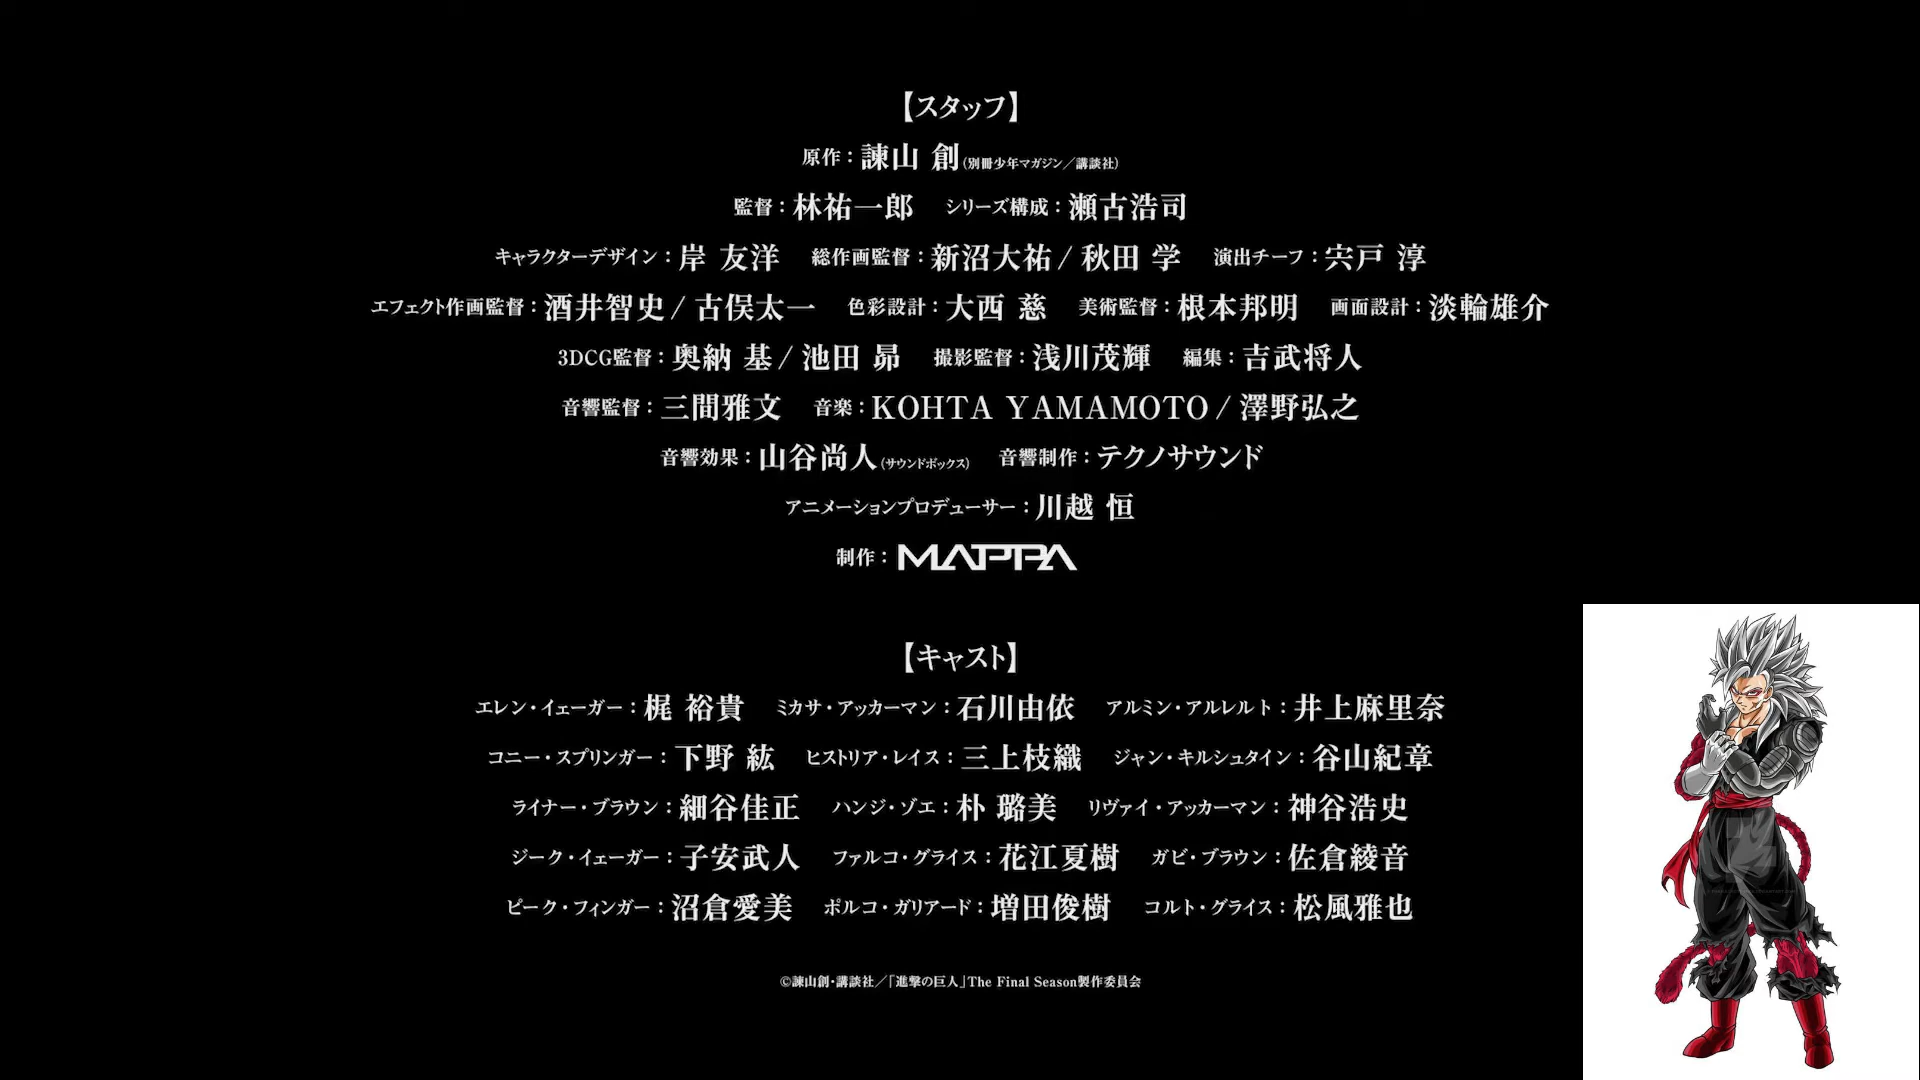 【スタッフ】
原作：諫山 創（別冊少年マガジン／講談社）
監督：林祐一郎　シリーズ構成：瀬古浩司
キャラクターデザイン：岸 友洋　総作画監督：新沼大祐 / 秋田 学　演出チーフ：宍戸 淳
エフェクト作画監督：酒井智史 / 古俣太一　色彩設計：大西 慈　美術監督：根本邦明　画面設計：淡輪雄介
3DCG監督：奥納 基 / 池田 昴　撮影監督：浅川茂輝　編集：吉武将人
音響監督：三間雅文　音楽：KOHTA YAMAMOTO / 澤野弘之
音響効果：山谷尚人（サウンドボックス）　音響制作：テクノサウンド
アニメーションプロデューサー：川越 恒
制作：MAPPA
【キャスト】
エレン・イェーガー：梶 裕貴　ミカサ・アッカーマン：石川由依　アルミン・アルレルト：井上麻里奈
コニー・スプリンガー：下野 紘　ヒストリア・レイス：三上枝織　ジャン・キルシュタイン：谷山紀章
ライナー・ブラウン：細谷佳正　ハンジ・ゾエ：朴 璐美　リヴァイ・アッカーマン：神谷浩史
ジーク・イェーガー：子安武人　ファルコ・グライス：花江夏樹　ガビ・ブラウン：佐倉綾音
ピーク・フィンガー：沼倉愛美　ポルコ・ガリアード：増田俊樹　コルト・グライス：松風雅也
©諫山創・講談社／「進撃の巨人」The Final Season製作委員会